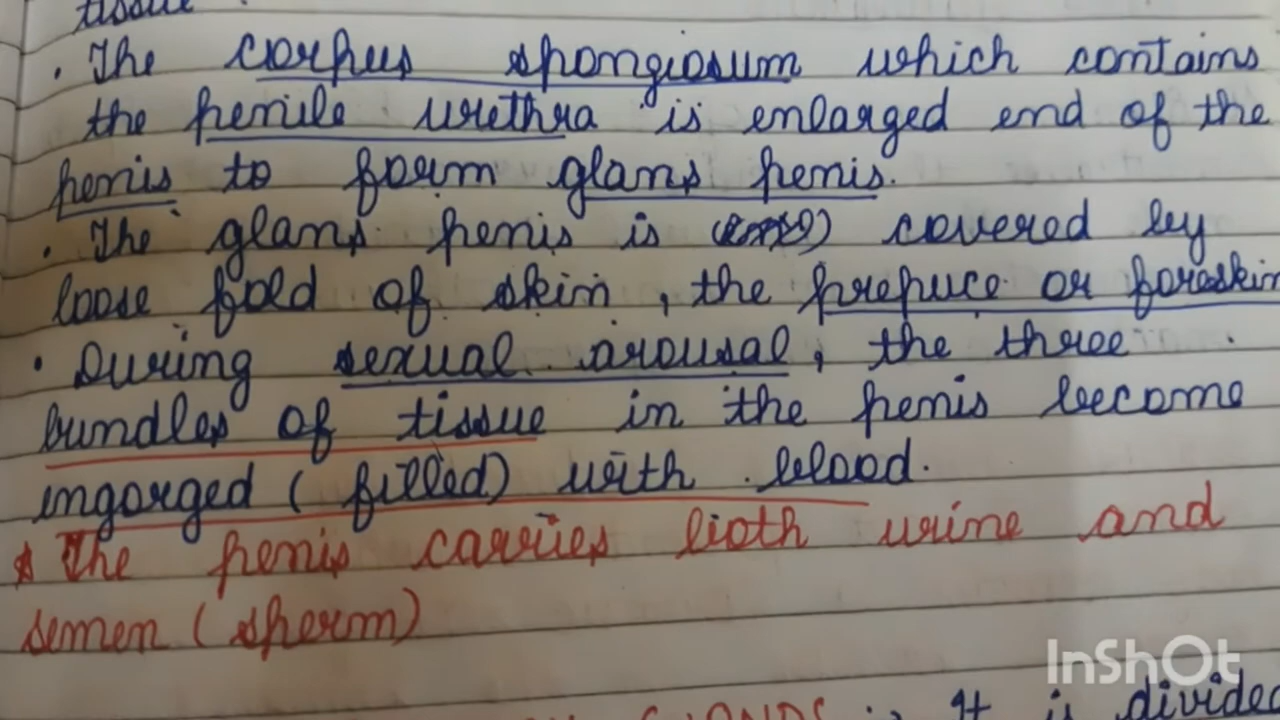 tissue
. The corpus spongiosum which contains
the penile urethra is enlarged end of the
penis to form glans penis.
. The glans penis is covered by
loose fold of skin, the prepuce or foreskin
. During sexual arousal, the three
bundles of tissue in the penis become
ingorged (filled) with blood.
* The penis carries both urine and
semen (sperm)
InShOt
GLANDS :- It is divided